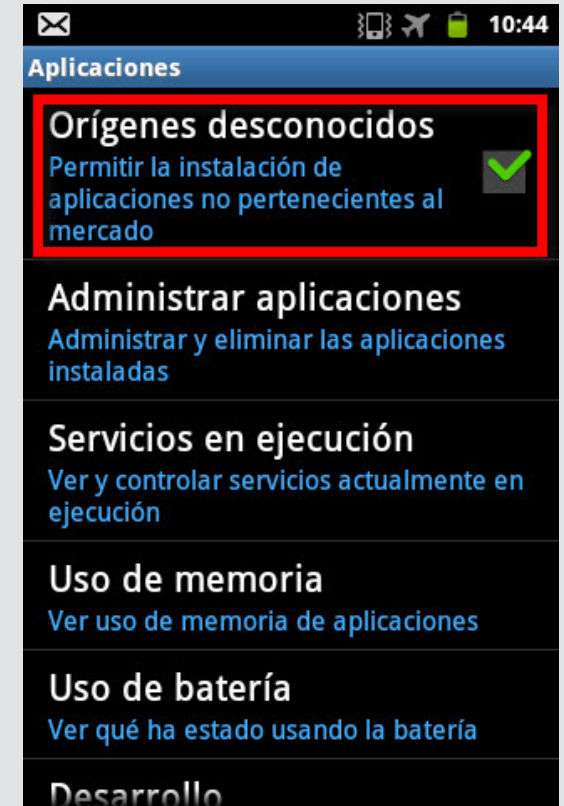 10:44
Aplicaciones
Orígenes desconocidos
Permitir la instalación de
aplicaciones no pertenecientes al
mercado
Administrar aplicaciones
Administrar y eliminar las aplicaciones
instaladas
Servicios en ejecución
Ver y controlar servicios actualmente en
ejecución
Uso de memoria
Ver uso de memoria de aplicaciones
Uso de batería
Ver qué ha estado usando la batería
Desarrollo